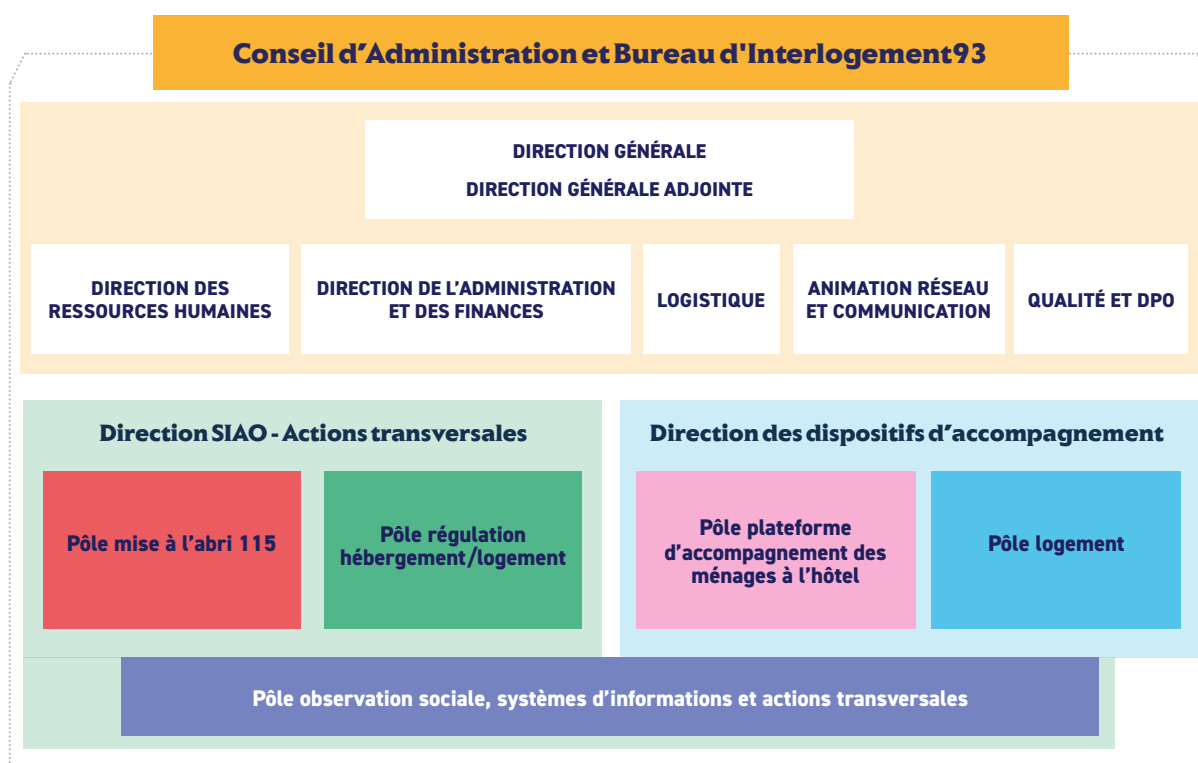 Conseil d'Administration et Bureau d'Interlogement93
DIRECTION GÉNÉRALE
DIRECTION GÉNÉRALE ADJOINTE
DIRECTION DES
RESSOURCES HUMAINES
DIRECTION DE L'ADMINISTRATION
ET DES FINANCES
LOGISTIQUE
ANIMATION RÉSEAU
ET COMMUNICATION
QUALITÉ ET DPO
Direction SIAO - Actions transversales
Pôle mise à l'abri 115
Pôle régulation
hébergement/logement
Direction des dispositifs d'accompagnement
Pôle plateforme
d'accompagnement des
ménages à l'hôtel
Pôle logement
Pôle observation sociale, systèmes d'informations et actions transversales